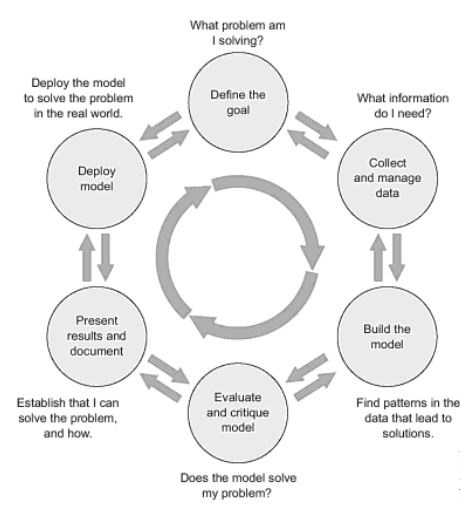 What problem am
I solving?
Define the
goal
What information
do I need?
Collect
and manage
data
Build the
model
Find patterns in the
data that lead to
solutions.
Evaluate
and critique
model
Does the model solve
my problem?
Present
results and
document
Establish that I can
solve the problem,
and how.
Deploy
model
Deploy the model
to solve the problem
in the real world.